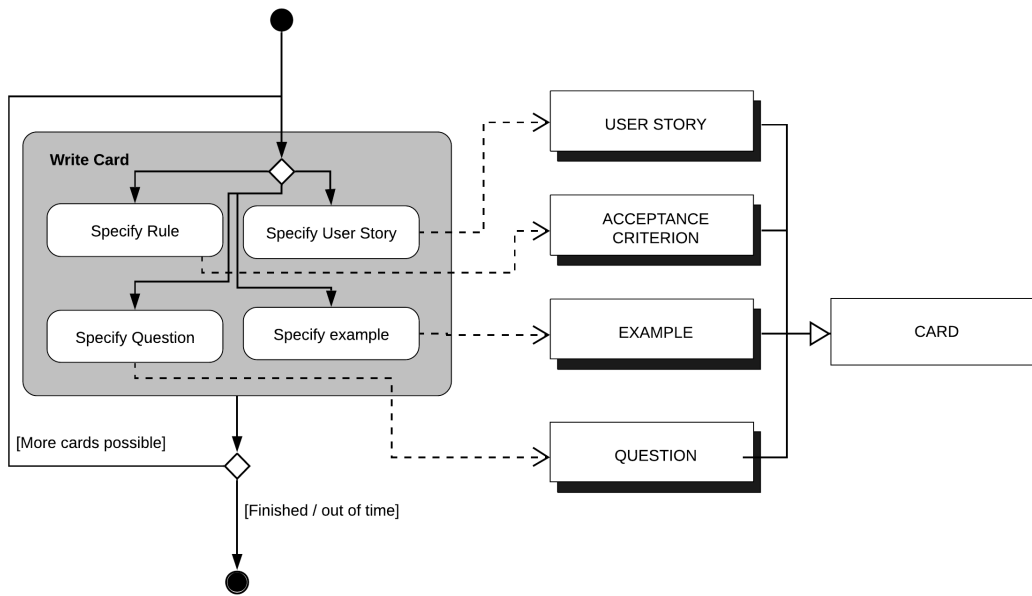 Write Card
Specify Rule
Specify User Story
Specify Question
Specify example
[More cards possible]
[Finished / out of time]
USER STORY
ACCEPTANCE
CRITERION
EXAMPLE
QUESTION
CARD